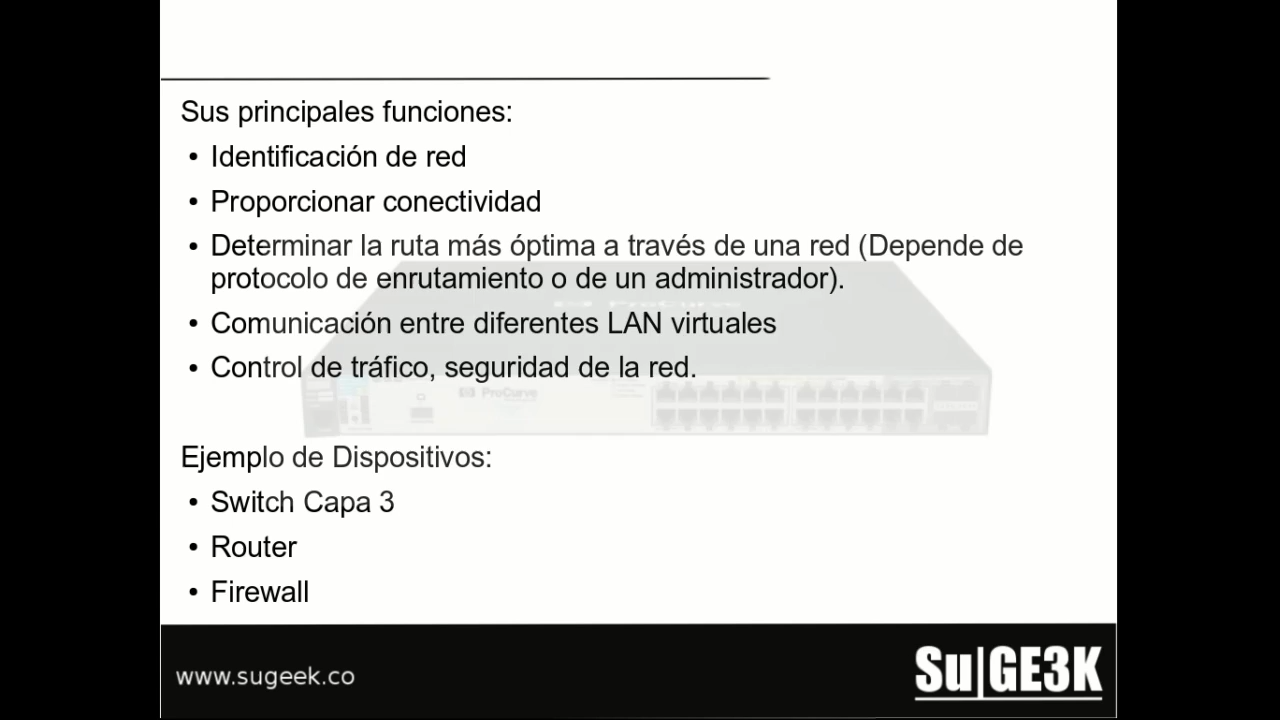 Sus principales funciones:
• Identificación de red
• Proporcionar conectividad
• Determinar la ruta más óptima a través de una red (Depende de
protocolo de enrutamiento o de un administrador).
• Comunicación entre diferentes LAN virtuales
• Control de tráfico, seguridad de la red.
ProCurve
Ejemplo de Dispositivos:
• Switch Capa 3
• Router
• Firewall
www.sugeek.co
Su|GE3K